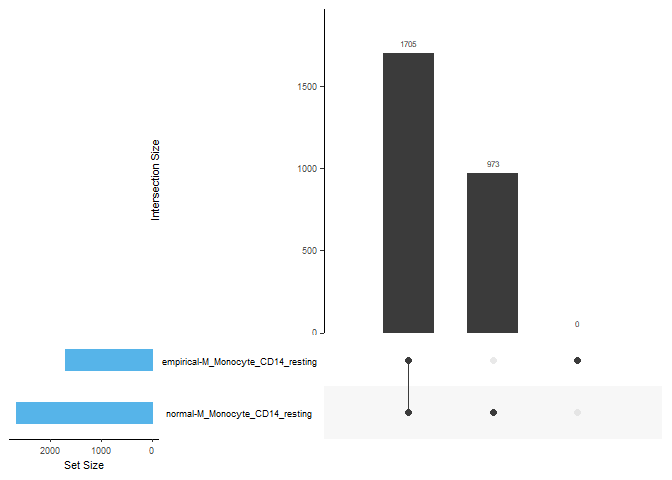 1705
1500
1000
973
500
0
0
Intersection Size
empirical-M_Monocyte_CD14_resting
normal-M_Monocyte_CD14_resting
2000 1000 0
Set Size